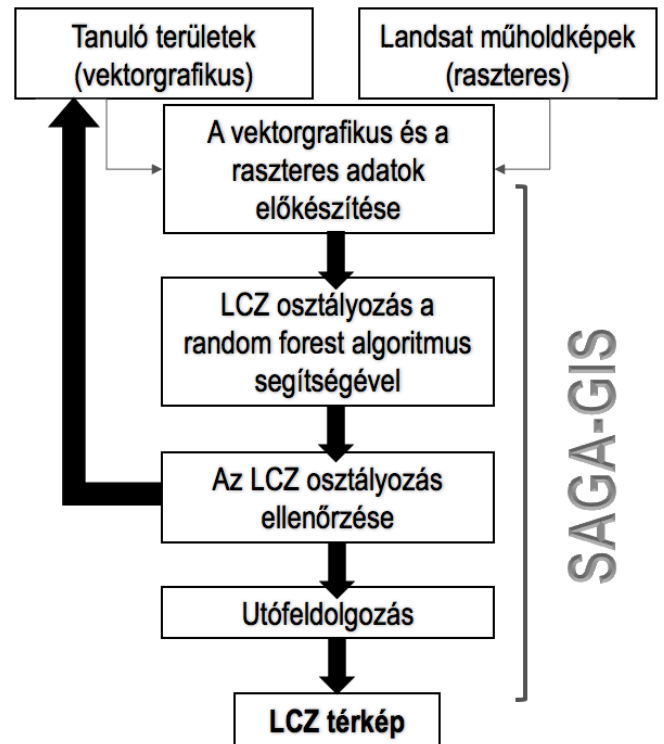 Tanuló területek
(vektorgrafikus)
Landsat műholdképek
(raszteres)
A vektorgrafikus és a
raszteres adatok
előkészítése
LCZ osztályozás a
random forest algoritmus
segítségével
Az LCZ osztályozás
ellenőrzése
Utófeldolgozás
LCZ térkép
SAGA-GIS